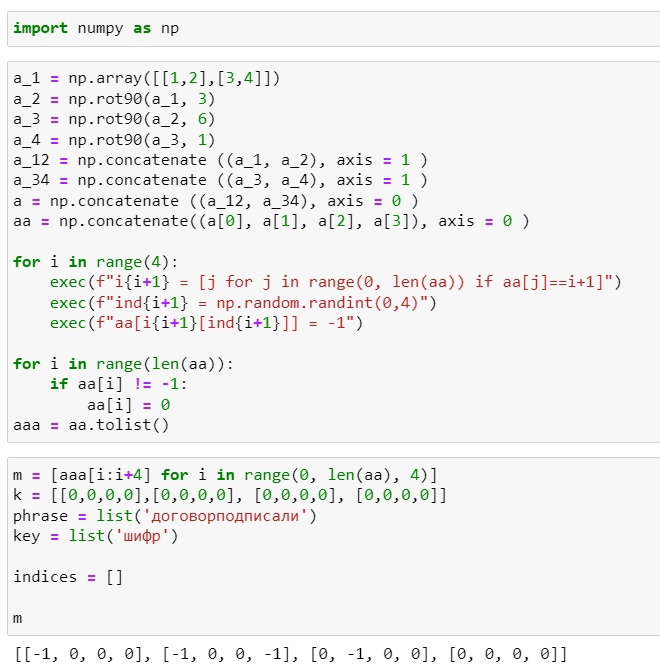 import numpy as np
a_1 = np.array([[1,2],[3,4]])
a_2 = np.rot90(a_1, 3)
a_3 = np.rot90(a_2, 6)
a_4 = np.rot90(a_3, 1)
a_12 = np.concatenate ((a_1, a_2), axis = 1 )
a_34 = np.concatenate ((a_3, a_4), axis = 1 )
a = np.concatenate ((a_12, a_34), axis = 0 )
aa = np.concatenate((a[0], a[1], a[2], a[3]), axis = 0 )
for i in range(4):
    exec(f"i{i+1} = [j for j in range(0, len(aa)) if aa[j]==i+1]")
    exec(f"ind{i+1} = np.random.randint(0,4)")
    exec(f"aa[i{i+1}[ind{i+1}]] = -1")
for i in range(len(aa)):
    if aa[i] != -1:
        aa[i] = 0
aaa = aa.tolist()
m = [aaa[i:i+4] for i in range(0, len(aa), 4)]
k = [[0,0,0,0],[0,0,0,0], [0,0,0,0], [0,0,0,0]]
phrase = list('договорподписали')
key = list('шифр')
indices = []
m
[[-1, 0, 0, 0], [-1, 0, 0, -1], [0, -1, 0, 0], [0, 0, 0, 0]]